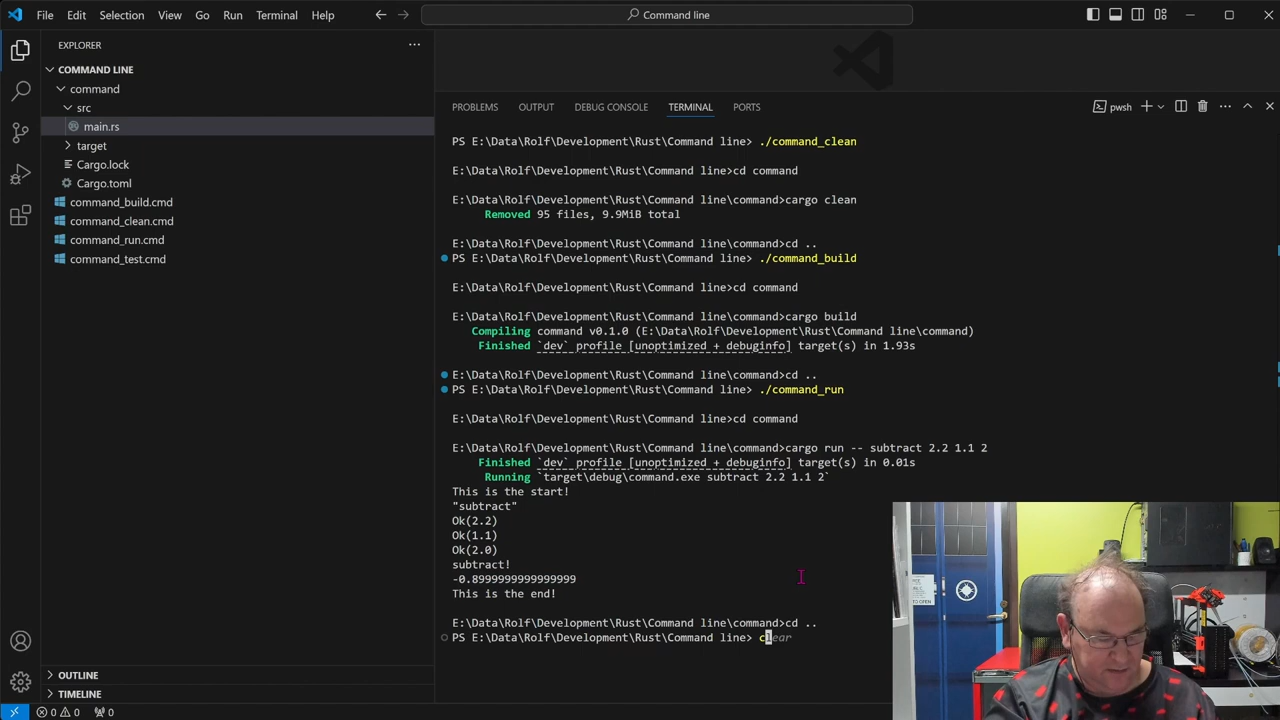 File Edit Selection View Go Run Terminal Help
Command line
EXPLORER
COMMAND LINE
command
src
main.rs
target
Cargo.lock
Cargo.toml
command_build.cmd
command_clean.cmd
command_run.cmd
command_test.cmd
OUTLINE
TIMELINE
0 0 0
PROBLEMS OUTPUT DEBUG CONSOLE TERMINAL PORTS
pwsh
PS E:\Data\Rolf\Development\Rust\Command line> ./command_clean
E:\Data\Rolf\Development\Rust\Command line>cd command
E:\Data\Rolf\Development\Rust\Command line\command>cargo clean
Removed 95 files, 9.9MiB total
E:\Data\Rolf\Development\Rust\Command line\command>cd ..
PS E:\Data\Rolf\Development\Rust\Command line> ./command_build
E:\Data\Rolf\Development\Rust\Command line>cd command
E:\Data\Rolf\Development\Rust\Command line\command>cargo build
Compiling command v0.1.0 (E:\Data\Rolf\Development\Rust\Command line\command)
Finished `dev` profile [unoptimized + debuginfo] target(s) in 1.93s
E:\Data\Rolf\Development\Rust\Command line\command>cd ..
PS E:\Data\Rolf\Development\Rust\Command line> ./command_run
E:\Data\Rolf\Development\Rust\Command line>cd command
E:\Data\Rolf\Development\Rust\Command line\command>cargo run -- subtract 2.2 1.1 2
Finished `dev` profile [unoptimized + debuginfo] target(s) in 0.01s
Running `target\debug\command.exe subtract 2.2 1.1 2`
This is the start!
"subtract"
Ok(2.2)
Ok(1.1)
Ok(2.0)
subtract!
-0.8999999999999999
This is the end!
E:\Data\Rolf\Development\Rust\Command line\command>cd ..
PS E:\Data\Rolf\Development\Rust\Command line> clear